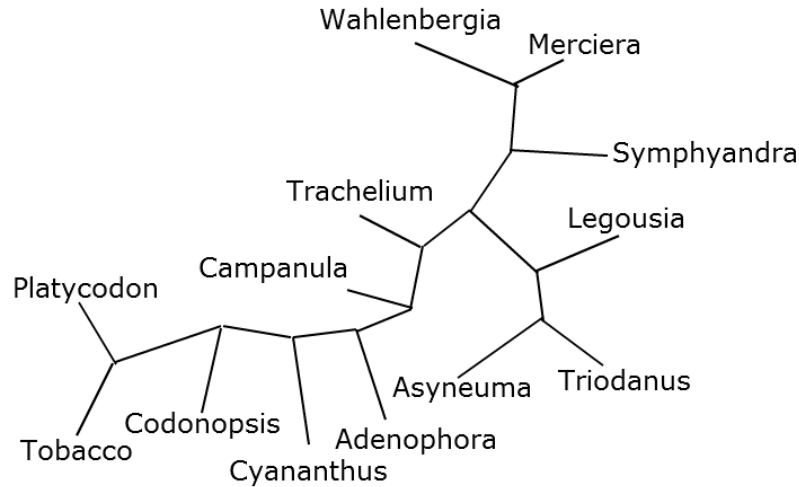 Wahlenbergia
Merciera
Symphyandra
Trachelium
Legousia
Campanula
Platycodon
Asyneuma
Triodanus
Codonopsis
Adenophora
Tobacco
Cyananthus